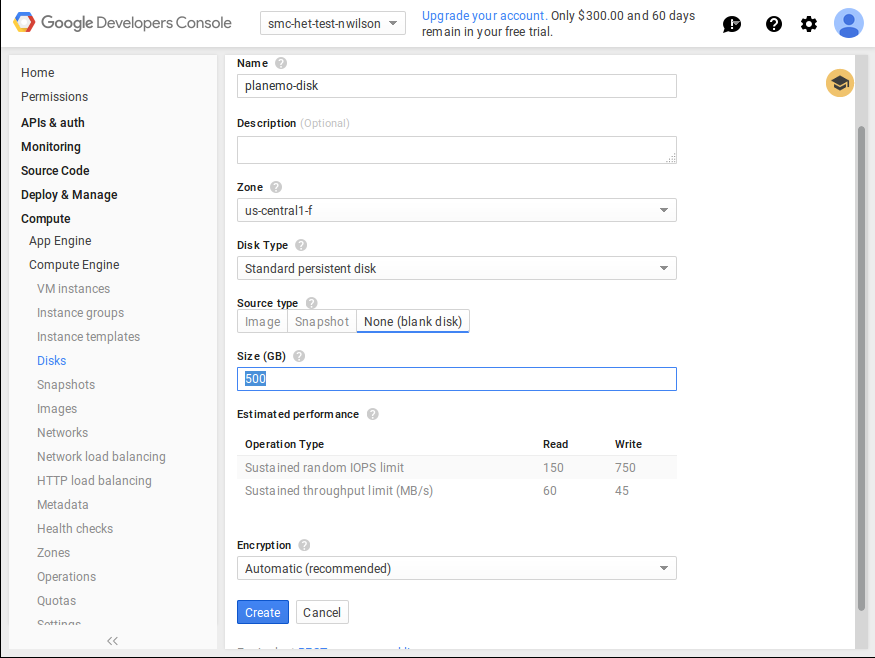 Google Developers Console
smc-het-test-nwilson
Upgrade your account. Only $300.00 and 60 days
remain in your free trial.
Home
Permissions
APIs & auth
Monitoring
Source Code
Deploy & Manage
Compute
App Engine
Compute Engine
VM instances
Instance groups
Instance templates
Disks
Snapshots
Images
Networks
Network load balancing
HTTP load balancing
Metadata
Health checks
Zones
Operations
Quotas
Settings
Name
planemo-disk
Description (Optional)
Zone
us-central1-f
Disk Type
Standard persistent disk
Source type
Image Snapshot None (blank disk)
Size (GB)
500
Estimated performance
Operation Type Read Write
Sustained random IOPS limit 150 750
Sustained throughput limit (MB/s) 60 45
Encryption
Automatic (recommended)
Create Cancel